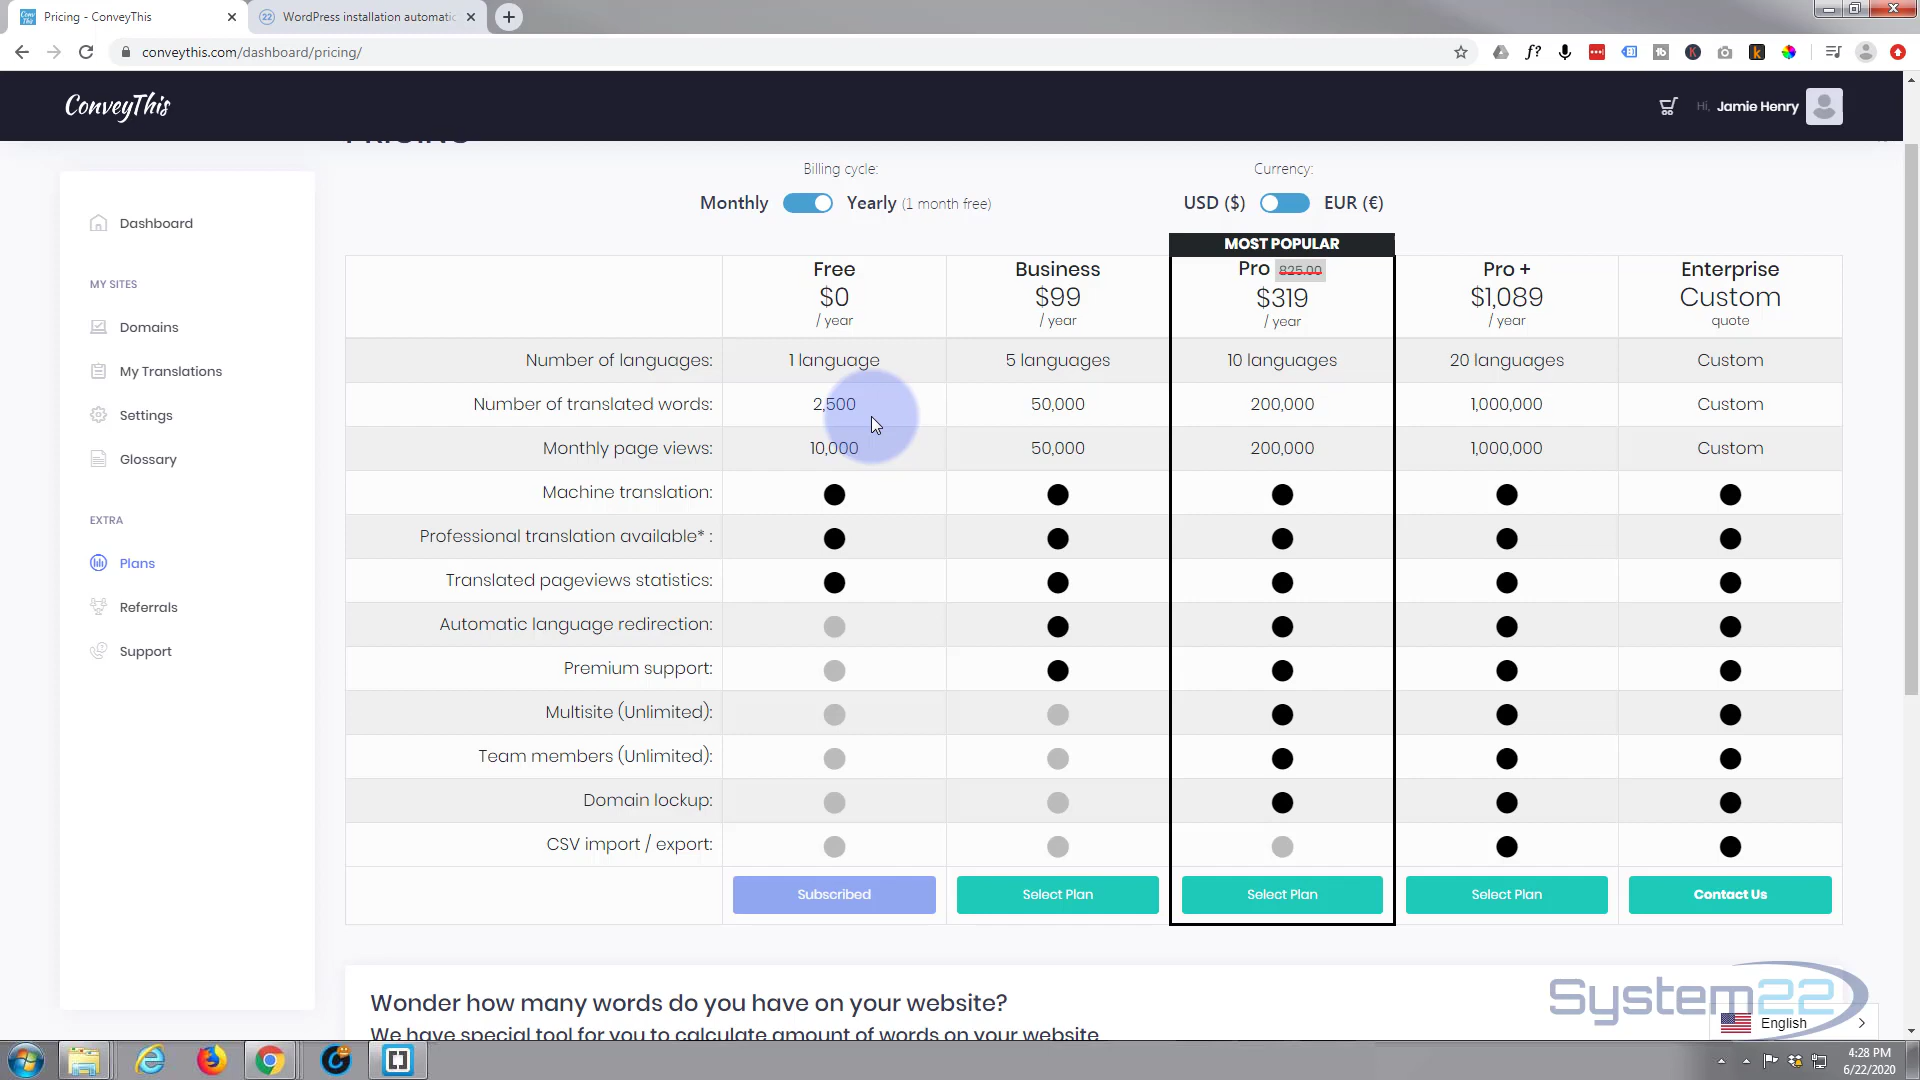 Pricing - ConveyThis
WordPress installation automatic
conveythis.com/dashboard/pricing/
ConveyThis
Hi, Jamie Henry
PRICING
Billing cycle:
Currency:
Monthly
Yearly (1 month free)
USD ($)
EUR (€)
Dashboard
MY SITES
Domains
My Translations
Settings
Glossary
EXTRA
Plans
Referrals
Support
MOST POPULAR
Free
$0
/ year
Business
$99
/ year
Pro 825.00
$319
/ year
Pro +
$1,089
/ year
Enterprise
Custom
quote
Number of languages: 1 language 5 languages 10 languages 20 languages Custom
Number of translated words: 2,500 50,000 200,000 1,000,000 Custom
Monthly page views: 10,000 50,000 200,000 1,000,000 Custom
Machine translation:
Professional translation available* :
Translated pageviews statistics:
Automatic language redirection:
Premium support:
Multisite (Unlimited):
Team members (Unlimited):
Domain lockup:
CSV import / export:
Subscribed Select Plan Select Plan Select Plan Contact Us
Wonder how many words do you have on your website?
We have special tool for you to calculate amount of words on your website
System22
English
4:28 PM
6/22/2020